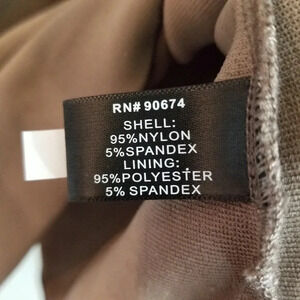 RN# 90674
SHELL:
95%NYLON
5%SPANDEX
LINING:
95%POLYESTER
5% SPANDEX